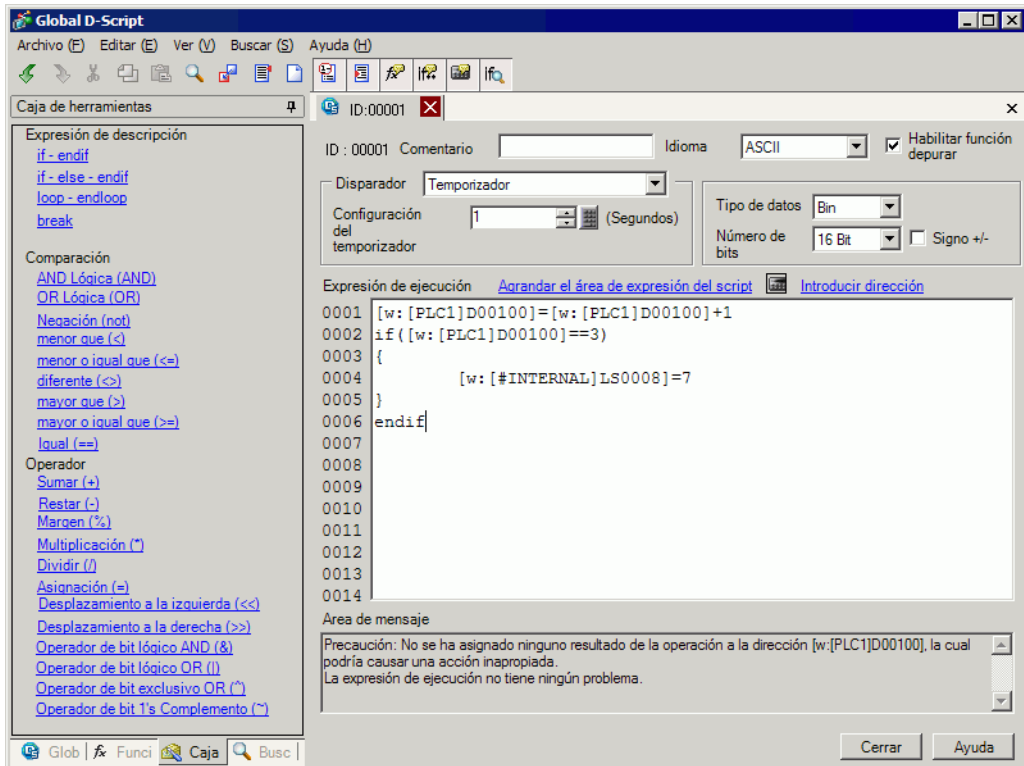 Global D-Script
Archivo (F) Editar (E) Ver (V) Buscar (S) Ayuda (H)
Caja de herramientas
Expresión de descripción
if - endif
if - else - endif
loop - endloop
break
Comparación
AND Lógica (AND)
OR Lógica (OR)
Negación (not)
menor que (<)
menor o igual que (<=)
diferente (<>)
mayor que (>)
mayor o igual que (>=)
Igual (==)
Operador
Sumar (+)
Restar (-)
Margen (%)
Multiplicación (*)
Dividir (/)
Asignación (=)
Desplazamiento a la izquierda (<<)
Desplazamiento a la derecha (>>)
Operador de bit lógico AND (&)
Operador de bit lógico OR (|)
Operador de bit exclusivo OR (^)
Operador de bit 1's Complemento (~)
Glob Funci Caja Busc
ID:00001
ID : 00001 Comentario Idioma ASCII Habilitar función depurar
Disparador Temporizador
Configuración del temporizador 1 (Segundos)
Tipo de datos Bin
Número de bits 16 Bit Signo +/-
Expresión de ejecución Agrandar el área de expresión del script Introducir dirección
0001 [w:[PLC1]D00100]=[w:[PLC1]D00100]+1
0002 if([w:[PLC1]D00100]==3)
0003 {
0004 [w:[#INTERNAL]LS0008]=7
0005 }
0006 endif
0007
0008
0009
0010
0011
0012
0013
0014
Area de mensaje
Precaución: No se ha asignado ninguno resultado de la operación a la dirección [w:[PLC1]D00100], la cual
podría causar una acción inapropiada.
La expresión de ejecución no tiene ningún problema.
Cerrar Ayuda